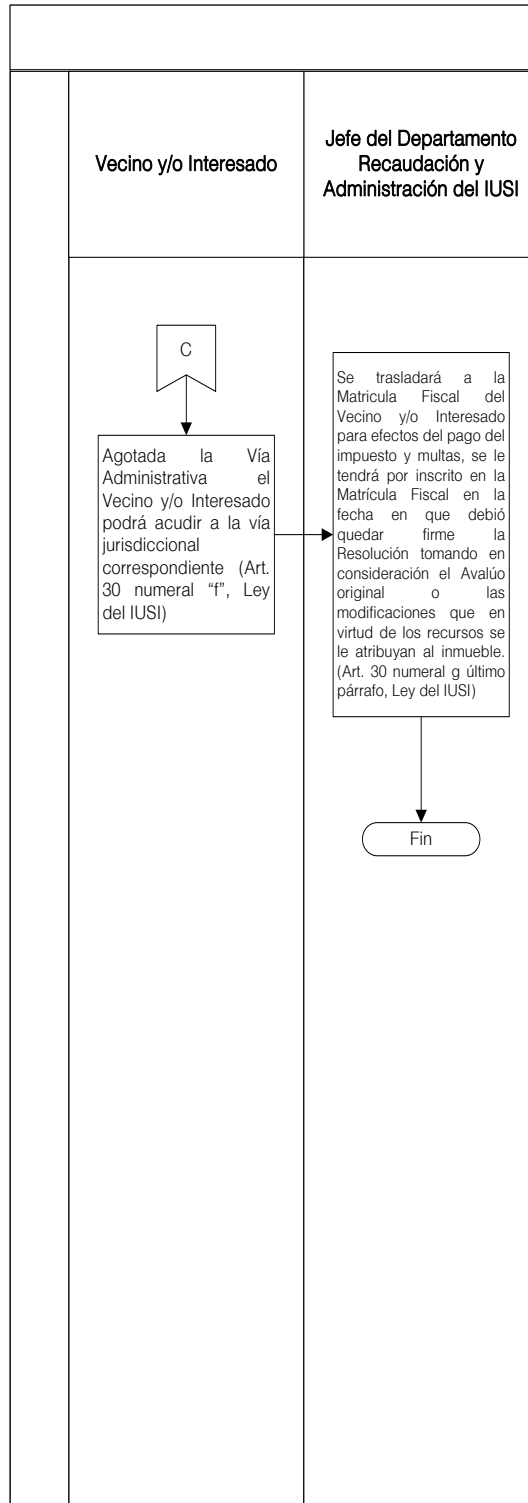 Vecino y/o Interesado
Jefe del Departamento
Recaudación y
Administración del IUSI
C
Agotada la Vía
Administrativa el
Vecino y/o Interesado
podrá acudir a la vía
jurisdiccional
correspondiente (Art.
30 numeral “f”, Ley
del IUSI)
Se trasladará a la
Matricula Fiscal del
Vecino y/o Interesado
para efectos del pago del
impuesto y multas, se le
tendrá por inscrito en la
Matrícula Fiscal en la
fecha en que debió
quedar firme la
Resolución tomando en
consideración el Avalúo
original o las
modificaciones que en
virtud de los recursos se
le atribuyan al inmueble.
(Art. 30 numeral g último
párrafo, Ley del IUSI)
Fin